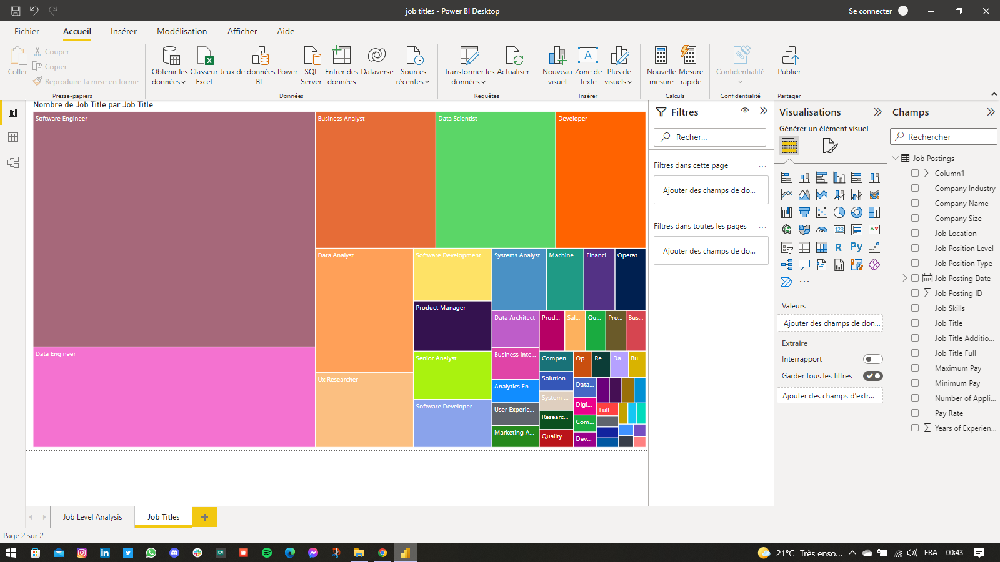 job titles - Power BI Desktop
Se connecter
Fichier
Accueil
Insérer
Modélisation
Afficher
Aide
Coller
Couper
Copier
Reproduire la mise en forme
Presse-papiers
Obtenir les données
Classeur Excel
Jeux de données Power BI
SQL Server
Entrer des données
Dataverse
Sources récentes
Données
Transformer les données
Actualiser
Requêtes
Nouveau visuel
Zone de texte
Plus de visuels
Insérer
Nouvelle mesure
Mesure rapide
Calculs
Confidentialité
Confidentialité
Publier
Partager
Nombre de Job Title par Job Title
Software Engineer
Data Engineer
Business Analyst
Data Scientist
Developer
Data Analyst
Ux Researcher
Software Development ...
Product Manager
Senior Analyst
Software Developer
Systems Analyst
Machine ...
Financi...
Operat...
Data Architect
Prod...
Sal...
Qu...
Pro...
Bus...
Business Inte...
Analytics En...
User Experie...
Marketing A...
Compen...
Solution...
System ...
Researc...
Quality ...
Op...
Re...
Da...
Bu...
Data...
Digi...
Com...
Dev...
Full ...
Filtres
Recher...
Filtres dans cette page
...
Ajouter des champs de do...
Filtres dans toutes les pages
...
Ajouter des champs de do...
Visualisations
Générer un élément visuel
123
R
Py
...
Valeurs
Ajouter des champs de don...
Extraire
Interrapport
Garder tous les filtres
Ajouter des champs d'extr...
Champs
Rechercher
Job Postings
Column1
Company Industry
Company Name
Company Size
Job Location
Job Position Level
Job Position Type
Job Posting Date
Job Posting ID
Job Skills
Job Title
Job Title Additio...
Job Title Full
Maximum Pay
Minimum Pay
Number of Appli...
Pay Rate
Years of Experien...
Job Level Analysis
Job Titles
Page 2 sur 2
21°C Très enso...
FRA
00:43